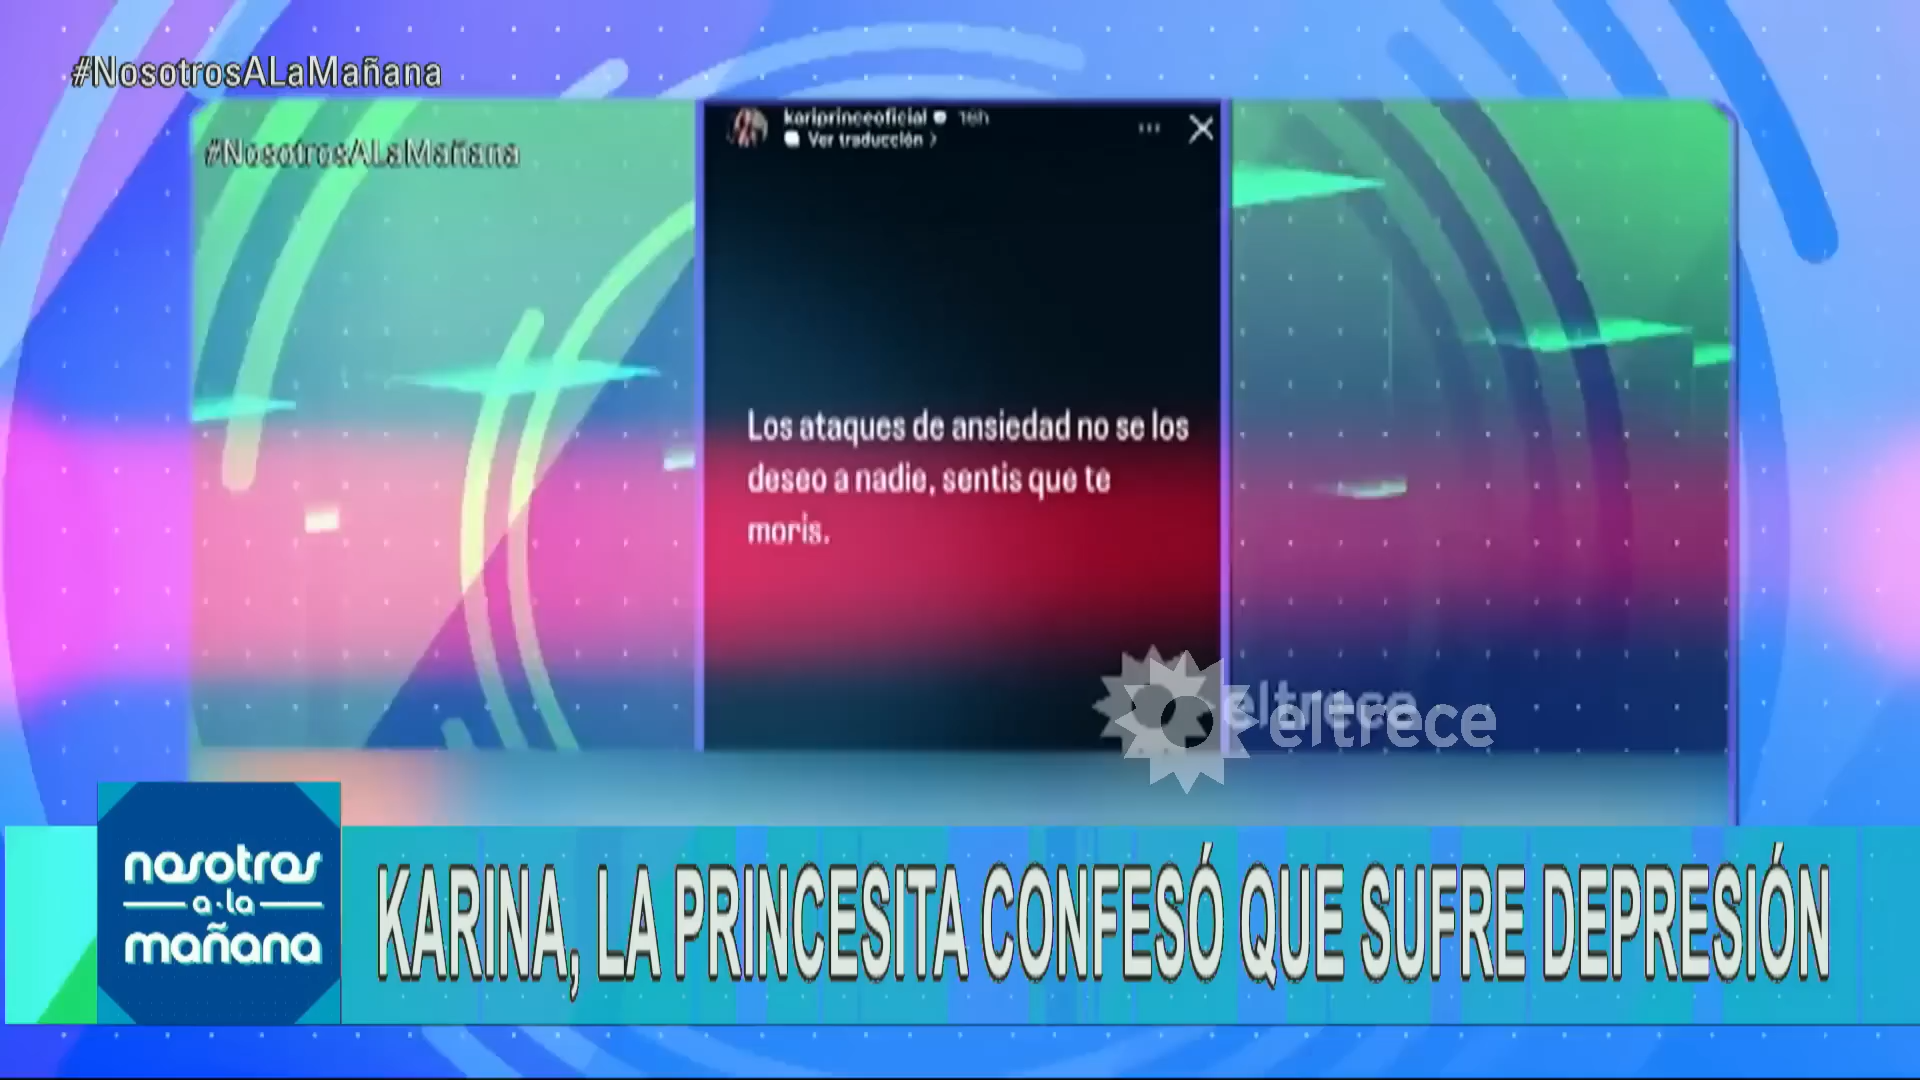 #NosotrosALaMañana
#NosotrosALaMañana
kariprinceoficial 16h
Ver traducción
Los ataques de ansiedad no se los
deseo a nadie, sentis que te
moris.
eltrece
eltrece
nosotros
a·la
mañana
KARINA, LA PRINCESITA CONFESÓ QUE SUFRE DEPRESIÓN